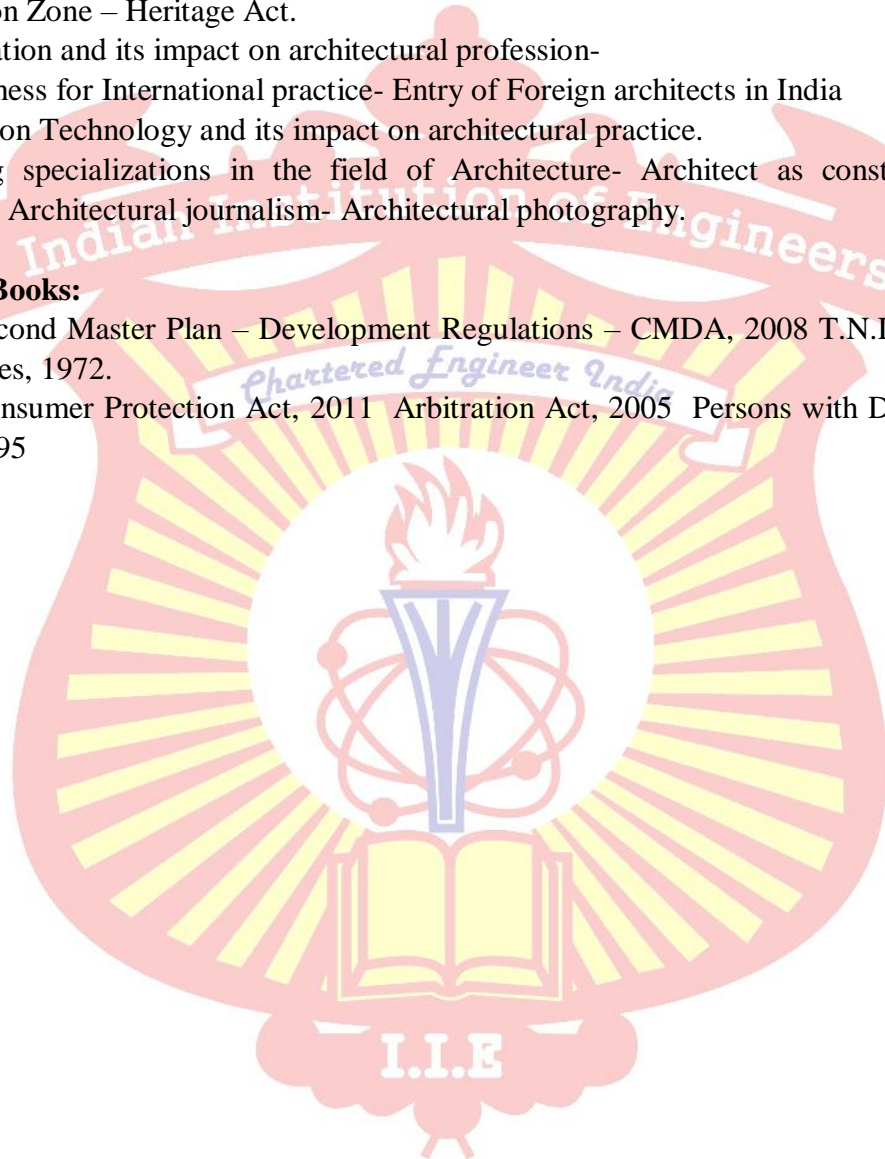 on Zone – Heritage Act.
ation and its impact on architectural profession-
ness for International practice- Entry of Foreign architects in India
on Technology and its impact on architectural practice.
g specializations in the field of Architecture- Architect as const
Architectural journalism- Architectural photography.
Indian Institution of Engineers
Books:
cond Master Plan – Development Regulations – CMDA, 2008 T.N.D
es, 1972.
Chartered Engineer India
nsumer Protection Act, 2011 Arbitration Act, 2005 Persons with D
95
I.I.E